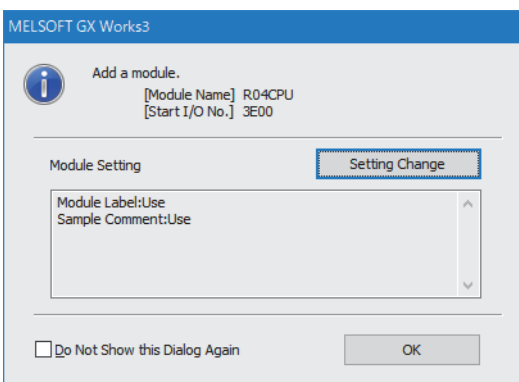 MELSOFT GX Works3
Add a module.
[Module Name] R04CPU
[Start I/O No.] 3E00
Module Setting
Setting Change
Module Label:Use
Sample Comment:Use
Do Not Show this Dialog Again
OK